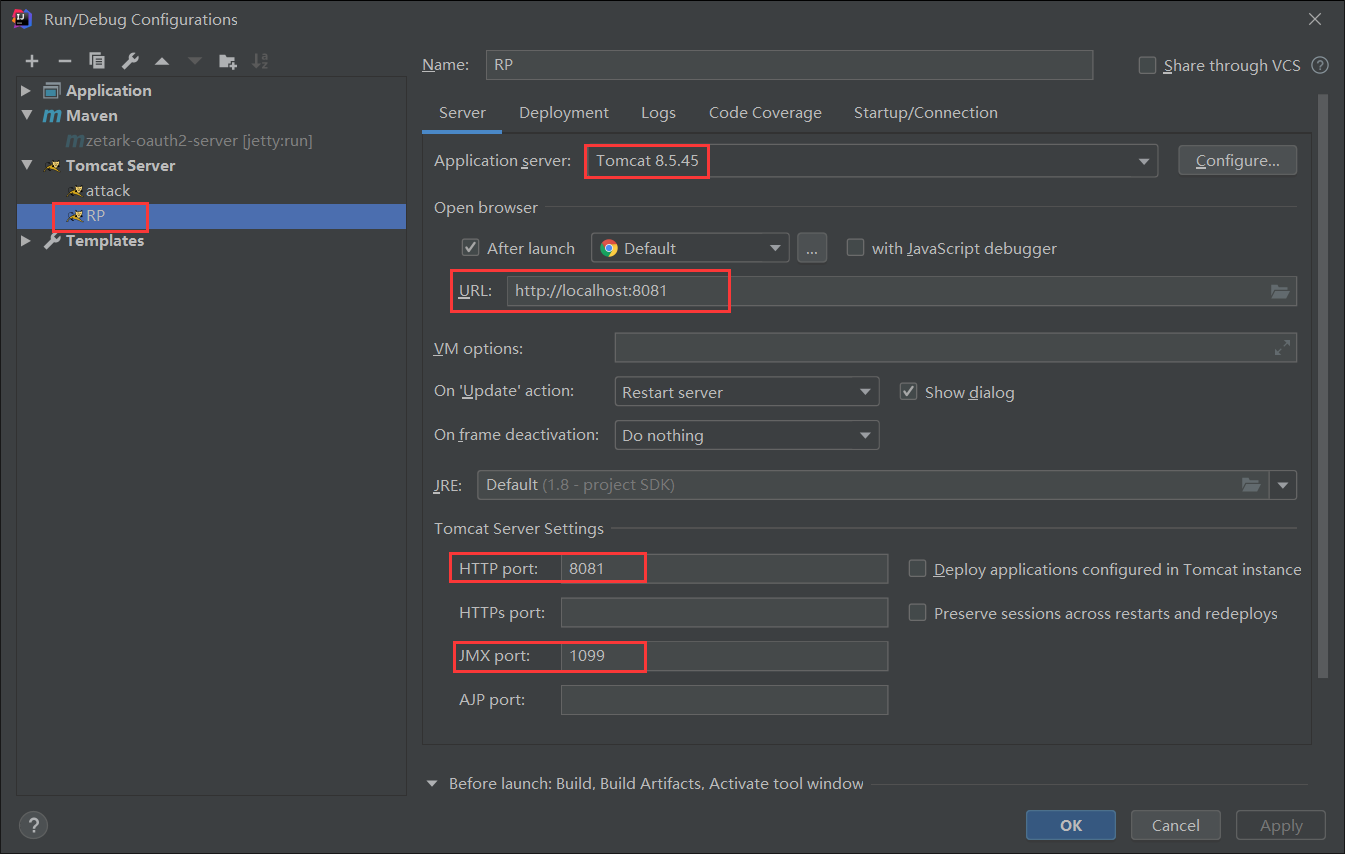 Run/Debug Configurations
Name: RP
Share through VCS
Application
Maven
zetark-oauth2-server [jetty:run]
Tomcat Server
attack
RP
Templates
Server Deployment Logs Code Coverage Startup/Connection
Application server: Tomcat 8.5.45 Configure...
Open browser
After launch Default ... with JavaScript debugger
URL: http://localhost:8081
VM options:
On 'Update' action: Restart server Show dialog
On frame deactivation: Do nothing
JRE: Default (1.8 - project SDK)
Tomcat Server Settings
HTTP port: 8081 Deploy applications configured in Tomcat instance
HTTPs port: Preserve sessions across restarts and redeploys
JMX port: 1099
AJP port:
Before launch: Build, Build Artifacts, Activate tool window
? OK Cancel Apply